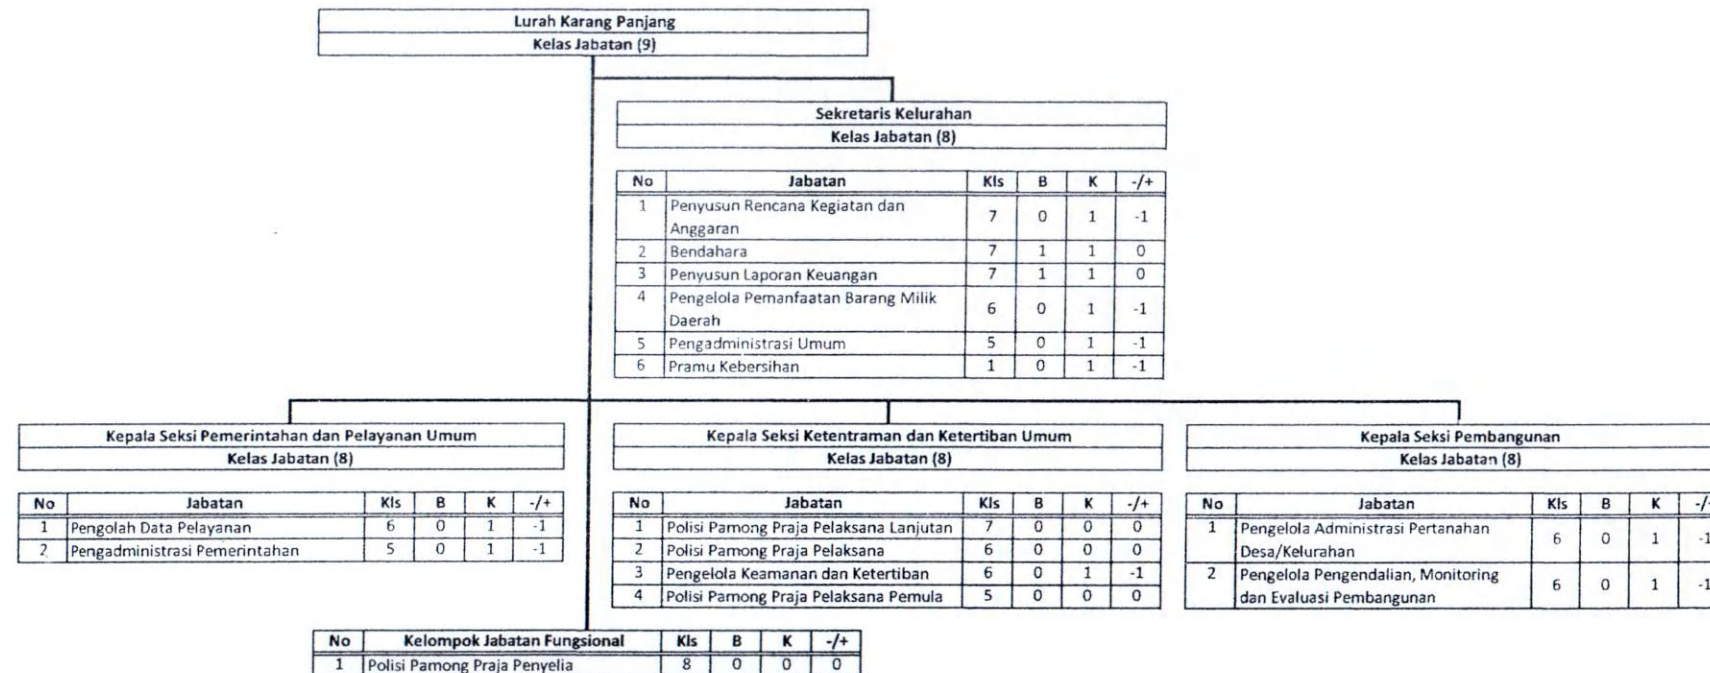 Lurah Karang Panjang
Kelas Jabatan (9)
Sekretaris Kelurahan
Kelas Jabatan (8)
No Jabatan Kls B K -/+
1 Penyusun Rencana Kegiatan dan
Anggaran 7 0 1 -1
2 Bendahara 7 1 1 0
3 Penyusun Laporan Keuangan 7 1 1 0
4 Pengelola Pemanfaatan Barang Milik
Daerah 6 0 1 -1
5 Pengadministrasi Umum 5 0 1 -1
6 Pramu Kebersihan 1 0 1 -1
Kepala Seksi Pemerintahan dan Pelayanan Umum
Kelas Jabatan (8)
No Jabatan Kls B K -/+
1 Pengolah Data Pelayanan 6 0 1 -1
2 Pengadministrasi Pemerintahan 5 0 1 -1
Kepala Seksi Ketentraman dan Ketertiban Umum
Kelas Jabatan (8)
No Jabatan Kls B K -/+
1 Polisi Pamong Praja Pelaksana Lanjutan 7 0 0 0
2 Polisi Pamong Praja Pelaksana 6 0 0 0
3 Pengelola Keamanan dan Ketertiban 6 0 1 -1
4 Polisi Pamong Praja Pelaksana Pemula 5 0 0 0
Kepala Seksi Pembangunan
Kelas Jabatan (8)
No Jabatan Kls B K -/
1 Pengelola Administrasi Pertanahan
Desa/Kelurahan 6 0 1 -1
2 Pengelola Pengendalian, Monitoring
dan Evaluasi Pembangunan 6 0 1 -1
No Kelompok Jabatan Fungsional Kls B K -/+
1 Polisi Pamong Praja Penyelia 8 0 0 0